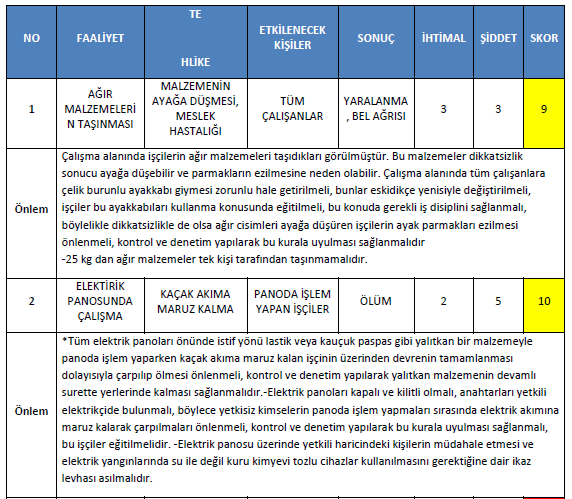 NO
FAALİYET
TE
HLİKE
ETKİLENECEK
KİŞİLER
SONUÇ
İHTİMAL
ŞİDDET
SKOR
1
AĞIR
MALZEMELERİ
N TAŞINMASI
MALZEMENİN
AYAĞA DÜŞMESİ,
MESLEK
HASTALIĞI
TÜM
ÇALIŞANLAR
YARALANMA
, BEL AĞRISI
3
3
9
Önlem
Çalışma alanında işçilerin ağır malzemeleri taşıdıkları görülmüştür. Bu malzemeler dikkatsizlik
sonucu ayağa düşebilir ve parmakların ezilmesine neden olabilir. Çalışma alanında tüm çalışanlara
çelik burunlu ayakkabı giymesi zorunlu hale getirilmeli, bunlar eskidikçe yenisiyle değiştirilmeli,
işçiler bu ayakkabıları kullanma konusunda eğitilmeli, bu konuda gerekli iş disiplini sağlanmalı,
böylelikle dikkatsizlikle de olsa ağır cisimleri ayağa düşüren işçilerin ayak parmakları ezilmesi
önlenmeli, kontrol ve denetim yapılarak bu kurala uyulması sağlanmalıdır
-25 kg dan ağır malzemeler tek kişi tarafından taşınmamalıdır.
2
ELEKTİRİK
PANOSUNDA
ÇALIŞMA
KAÇAK AKIMA
MARUZ KALMA
PANODA İŞLEM
YAPAN İŞÇİLER
ÖLÜM
2
5
10
Önlem
*Tüm elektrik panoları önünde istif yönü lastik veya kauçuk paspas gibi yalıtkan bir malzemeyle
panoda işlem yaparken kaçak akıma maruz kalan işçinin üzerinden devrenin tamamlanması
dolayısıyla çarpılıp ölmesi önlenmeli, kontrol ve denetim yapılarak yalıtkan malzemenin devamlı
surette yerlerinde kalması sağlanmalıdır.-Elektrik panoları kapalı ve kilitli olmalı, anahtarları yetkili
elektrikçide bulunmalı, böylece yetkisiz kimselerin panoda işlem yapmaları sırasında elektrik akımına
maruz kalarak çarpılmaları önlenmeli, kontrol ve denetim yapılarak bu kurala uyulması sağlanmalı,
bu işçiler eğitilmelidir. -Elektrik panosu üzerinde yetkili haricindeki kişilerin müdahale etmesi ve
elektrik yangınlarında su ile değil kuru kimyevi tozlu cihazlar kullanılmasını gerektiğine dair ikaz
levhası asılmalıdır.